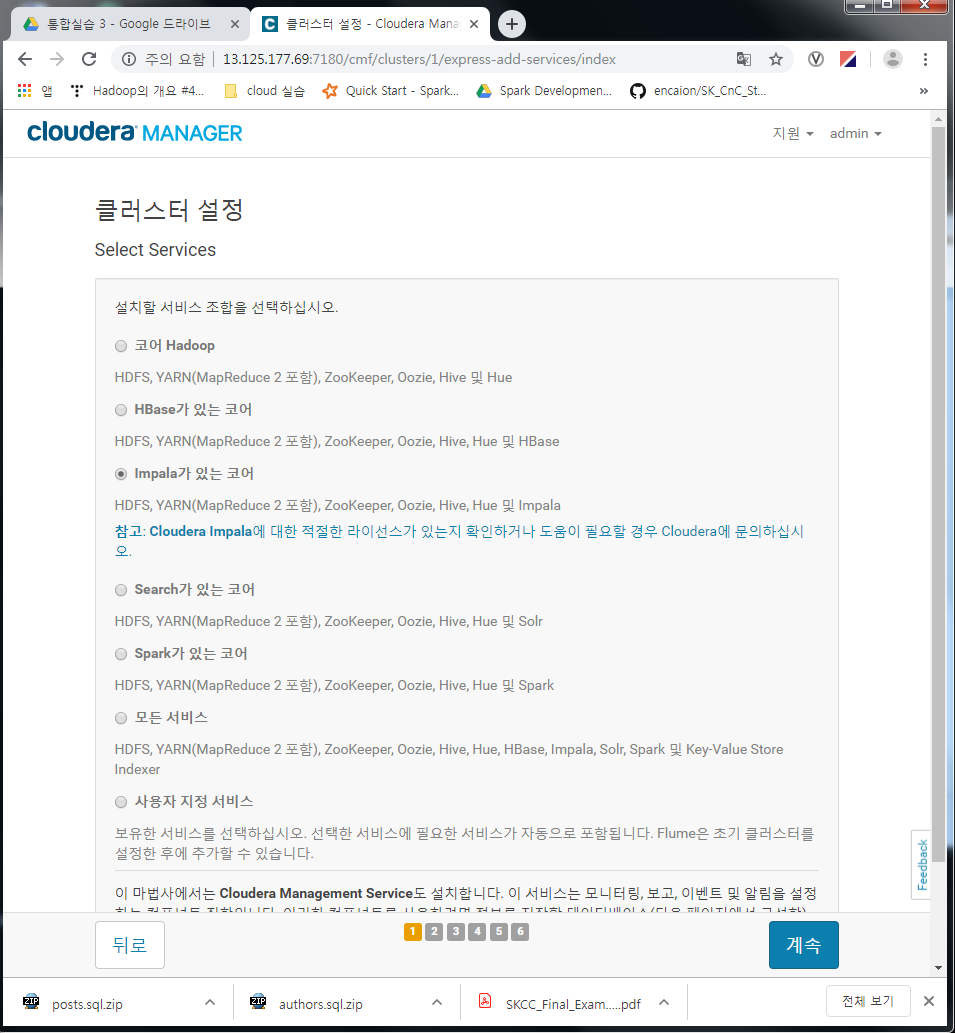 통합실습 3 - Google 드라이브
클러스터 설정 - Cloudera Mana
주의 요함 | 13.125.177.69:7180/cmf/clusters/1/express-add-services/index
앱
Hadoop의 개요 #4...
cloud 실습
Quick Start - Spark...
Spark Developmen...
encaion/SK_CnC_St...
»
cloudera MANAGER
지원
admin
클러스터 설정
Select Services
설치할 서비스 조합을 선택하십시오.
코어 Hadoop
HDFS, YARN(MapReduce 2 포함), ZooKeeper, Oozie, Hive 및 Hue
HBase가 있는 코어
HDFS, YARN(MapReduce 2 포함), ZooKeeper, Oozie, Hive, Hue 및 HBase
Impala가 있는 코어
HDFS, YARN(MapReduce 2 포함), ZooKeeper, Oozie, Hive, Hue 및 Impala
참고: Cloudera Impala에 대한 적절한 라이선스가 있는지 확인하거나 도움이 필요할 경우 Cloudera에 문의하십시
오.
Search가 있는 코어
HDFS, YARN(MapReduce 2 포함), ZooKeeper, Oozie, Hive, Hue 및 Solr
Spark가 있는 코어
HDFS, YARN(MapReduce 2 포함), ZooKeeper, Oozie, Hive, Hue 및 Spark
모든 서비스
HDFS, YARN(MapReduce 2 포함), ZooKeeper, Oozie, Hive, Hue, HBase, Impala, Solr, Spark 및 Key-Value Store
Indexer
사용자 지정 서비스
보유한 서비스를 선택하십시오. 선택한 서비스에 필요한 서비스가 자동으로 포함됩니다. Flume은 초기 클러스터를
설정한 후에 추가할 수 있습니다.
Feedback
이 마법사에서는 Cloudera Management Service도 설치합니다. 이 서비스는 모니터링, 보고, 이벤트 및 알림을 설정
뒤로
1 2 3 4 5 6
계속
posts.sql.zip
authors.sql.zip
SKCC_Final_Exam.....pdf
전체 보기